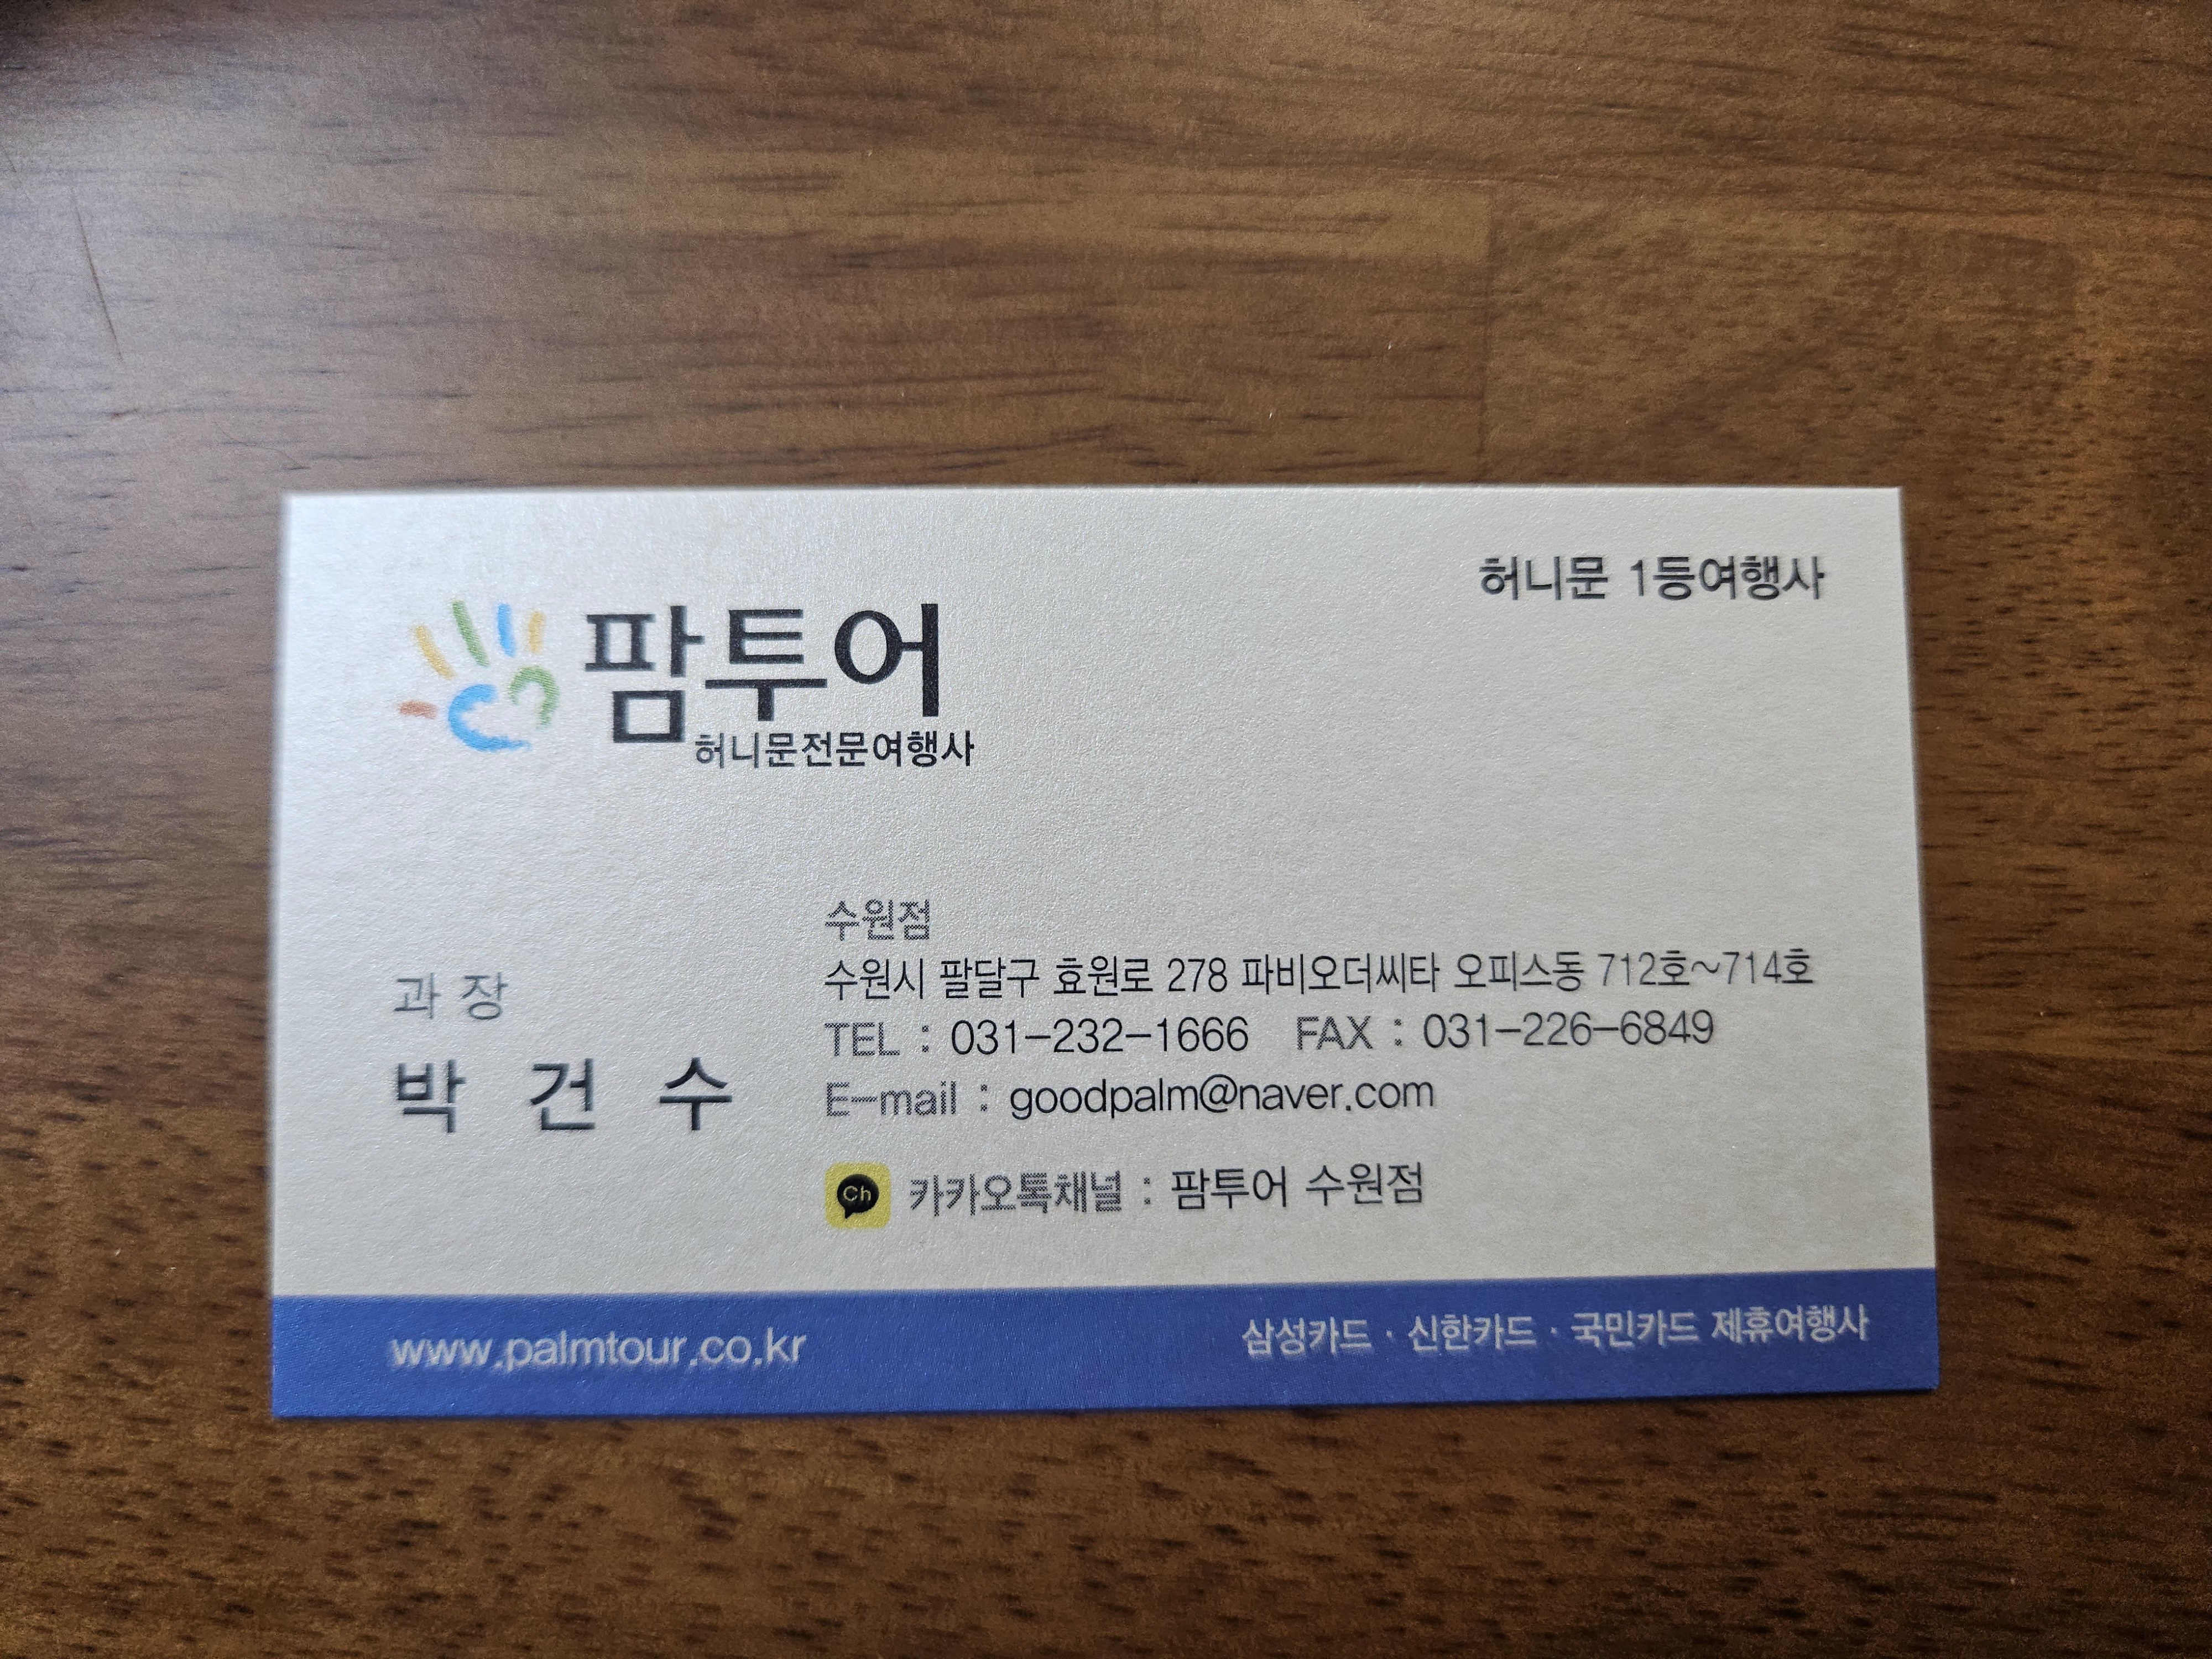 허니문 1등여행사
팜투어
허니문전문여행사
과장
박건수
수원점
수원시 팔달구 효원로 278 파비오더씨타 오피스동 712호~714호
TEL : 031-232-1666 FAX : 031-226-6849
E-mail : goodpalm@naver.com
Ch 카카오톡채널 : 팜투어 수원점
www.palmtour.co.kr
삼성카드 · 신한카드 · 국민카드 제휴여행사